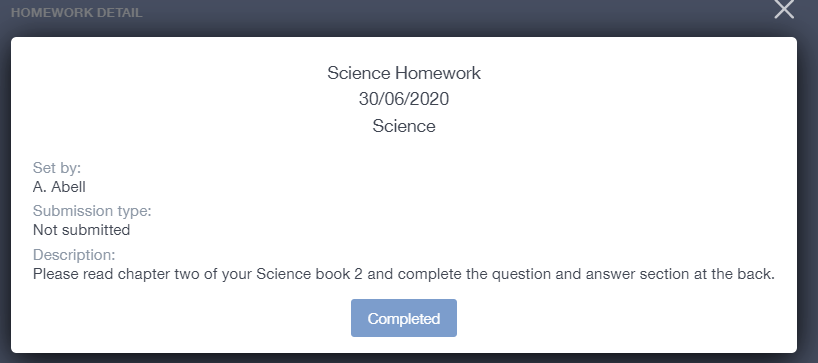 HOMEWORK DETAIL
Science Homework
30/06/2020
Science
Set by:
A. Abell
Submission type:
Not submitted
Description:
Please read chapter two of your Science book 2 and complete the question and answer section at the back.
Completed